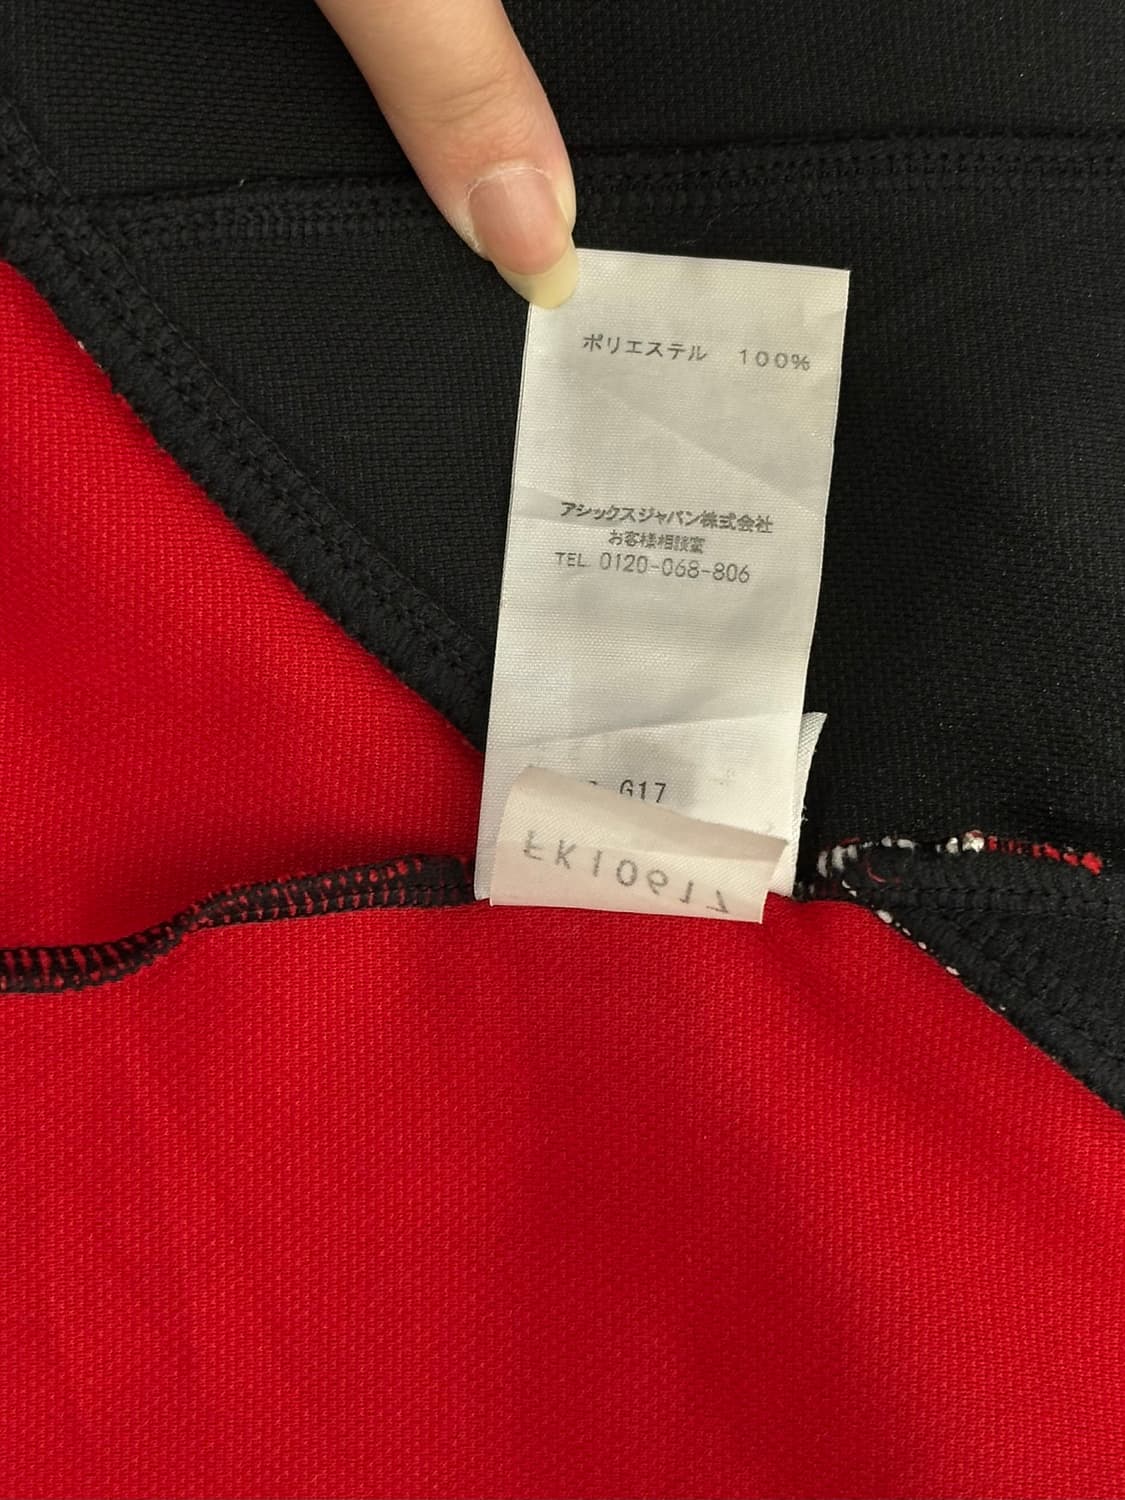 ポリエステル 100%
アシックスジャパン株式会社
お客様相談室
TEL 0120-068-806
G17
FK10617